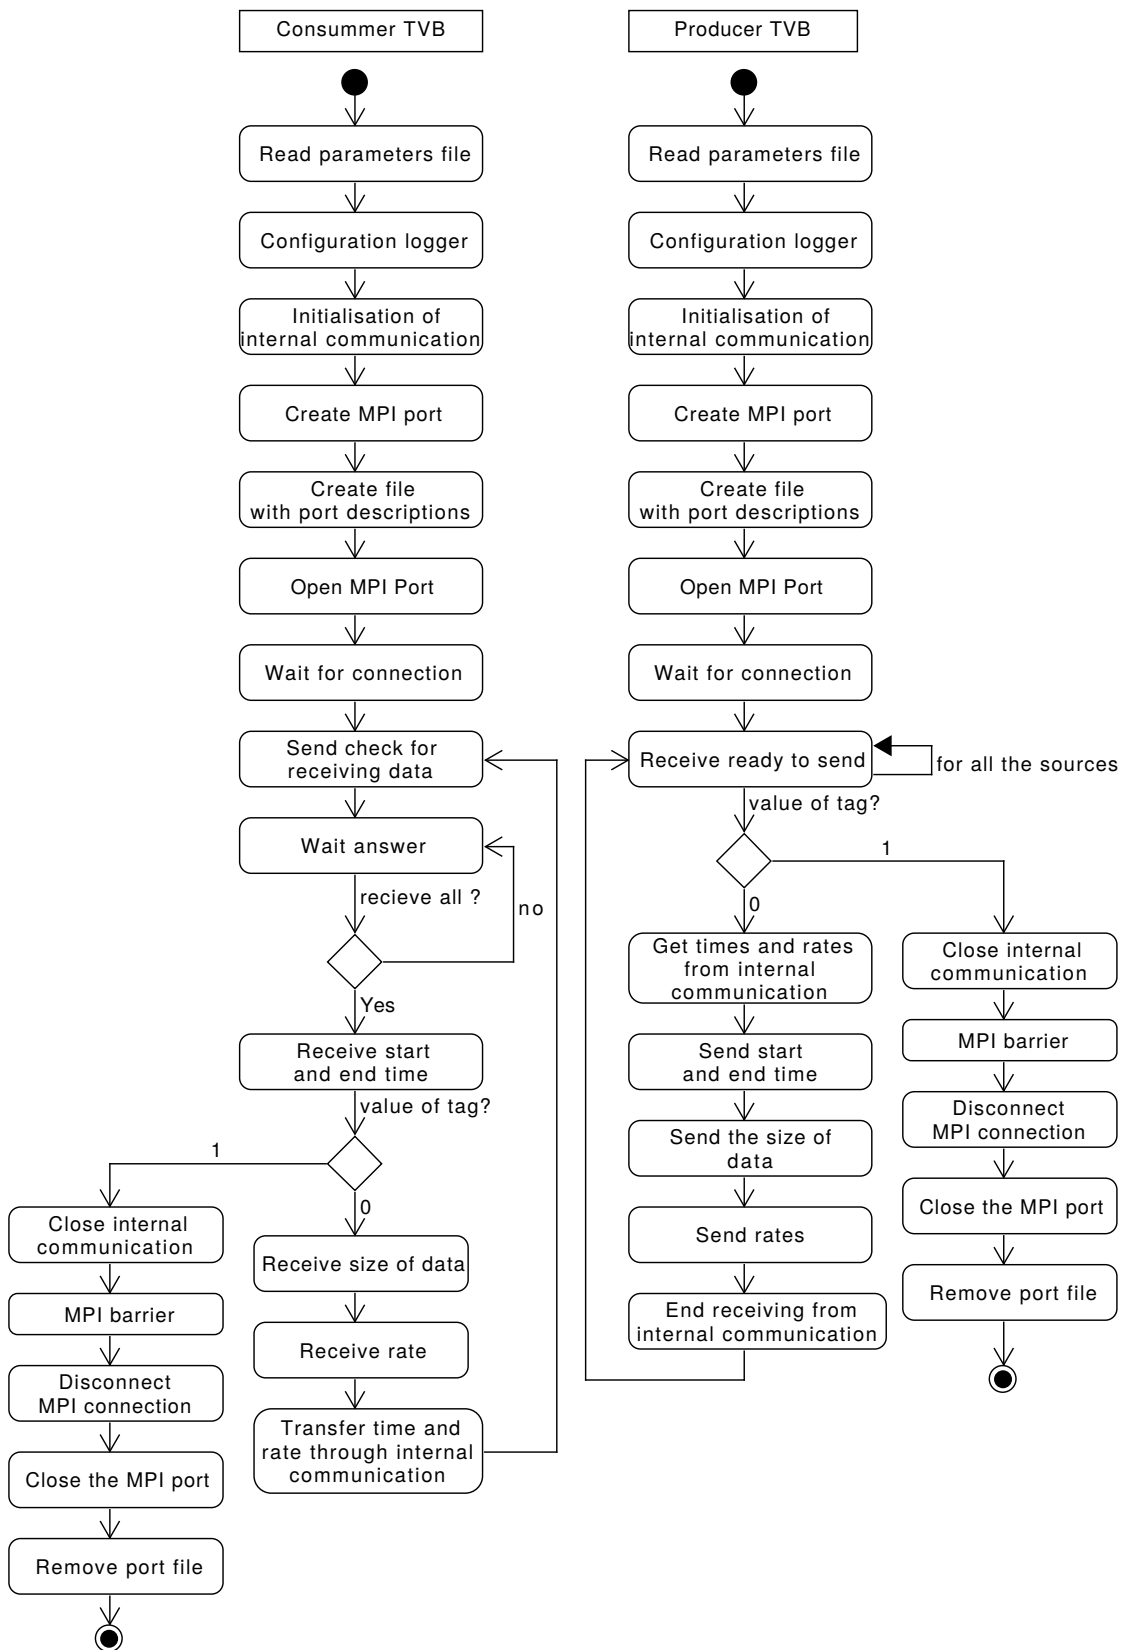 Consummer TVB
Read parameters file
Configuration logger
Initialisation of
internal communication
Create MPI port
Create file
with port descriptions
Open MPI Port
Wait for connection
Send check for
receiving data
Wait answer
recieve all ?
no
Yes
Receive start
and end time
value of tag?
1
0
Close internal
communication
MPI barrier
Disconnect
MPI connection
Close the MPI port
Remove port file
Receive size of data
Receive rate
Transfer time and
rate through internal
communication
Producer TVB
Read parameters file
Configuration logger
Initialisation of
internal communication
Create MPI port
Create file
with port descriptions
Open MPI Port
Wait for connection
Receive ready to send
for all the sources
value of tag?
1
0
Get times and rates
from internal
communication
Send start
and end time
Send the size of
data
Send rates
End receiving from
internal communication
Close internal
communication
MPI barrier
Disconnect
MPI connection
Close the MPI port
Remove port file